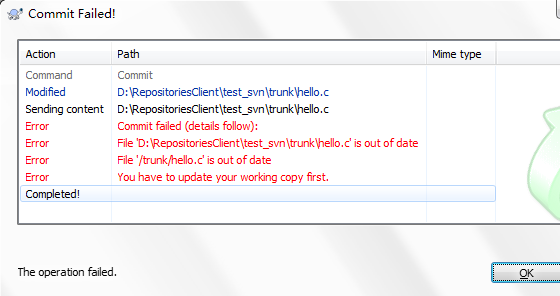 Commit Failed!
Action Path Mime type
Command Commit
Modified D:\RepositoriesClient\test_svn\trunk\hello.c
Sending content D:\RepositoriesClient\test_svn\trunk\hello.c
Error Commit failed (details follow):
Error File 'D:\RepositoriesClient\test_svn\trunk\hello.c' is out of date
Error File '/trunk/hello.c' is out of date
Error You have to update your working copy first.
Completed!
The operation failed.
OK